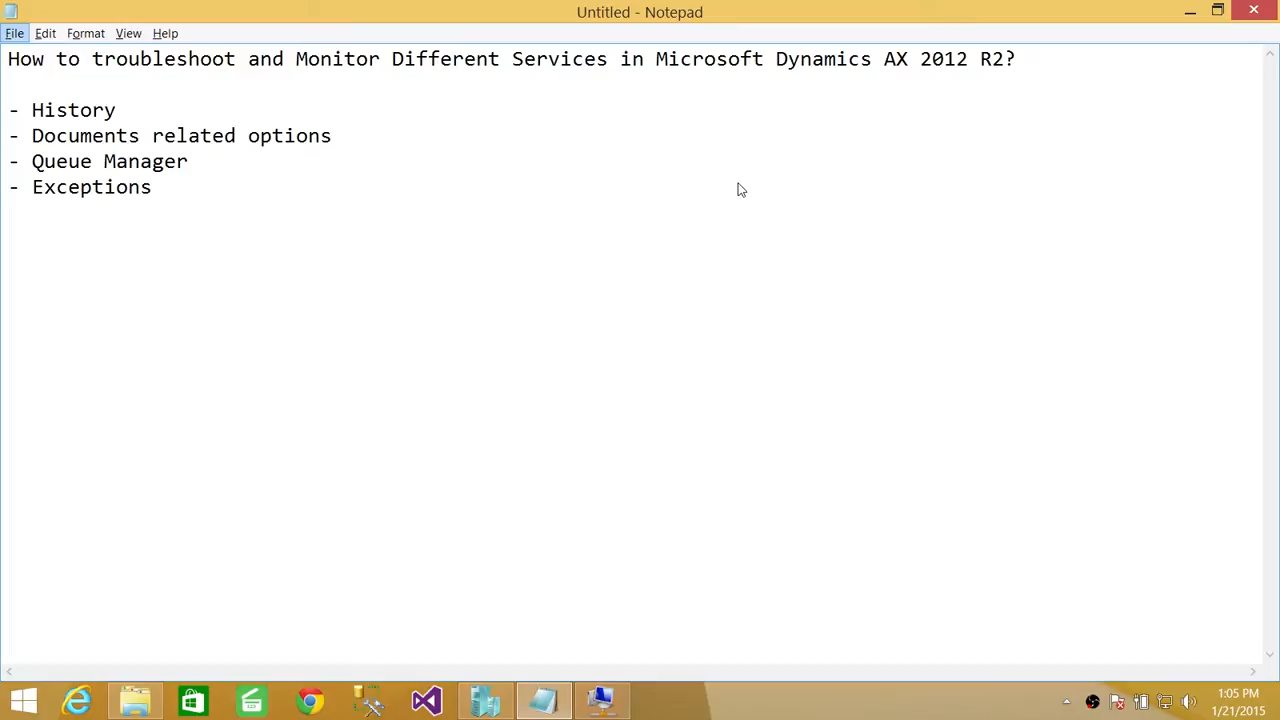 Untitled - Notepad
File Edit Format View Help
How to troubleshoot and Monitor Different Services in Microsoft Dynamics AX 2012 R2?
- History
- Documents related options
- Queue Manager
- Exceptions
1:05 PM
1/21/2015